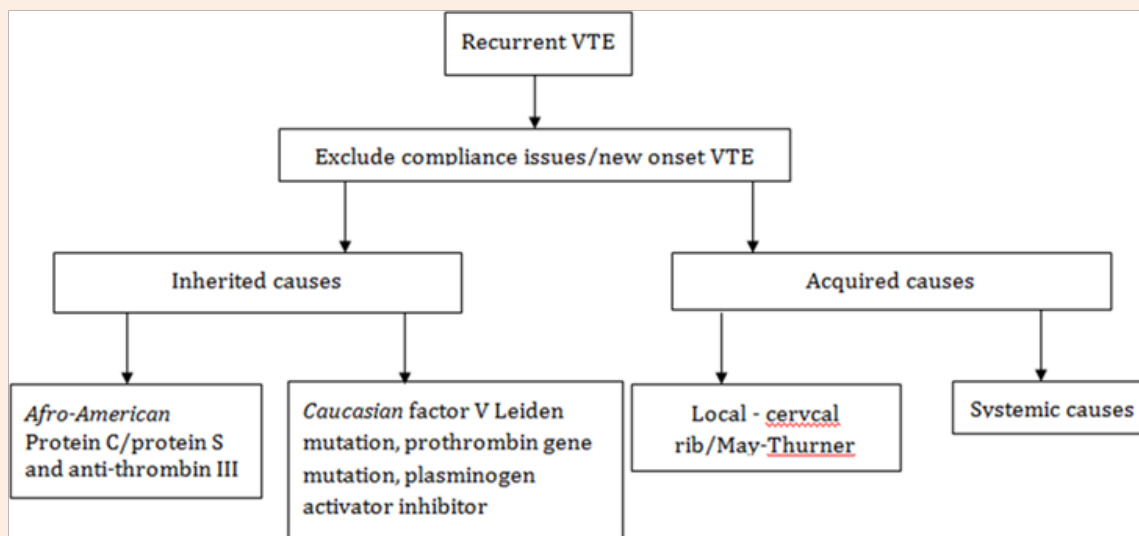 Recurrent VTE
Exclude compliance issues/new onset VTE
Inherited causes
Acquired causes
Afro-American
Protein C/protein S
and anti-thrombin III
Caucasian factor V Leiden
mutation, prothrombin gene
mutation, plasminogen
activator inhibitor
Local - cervcal
rib/May-Thurner
Systemic causes